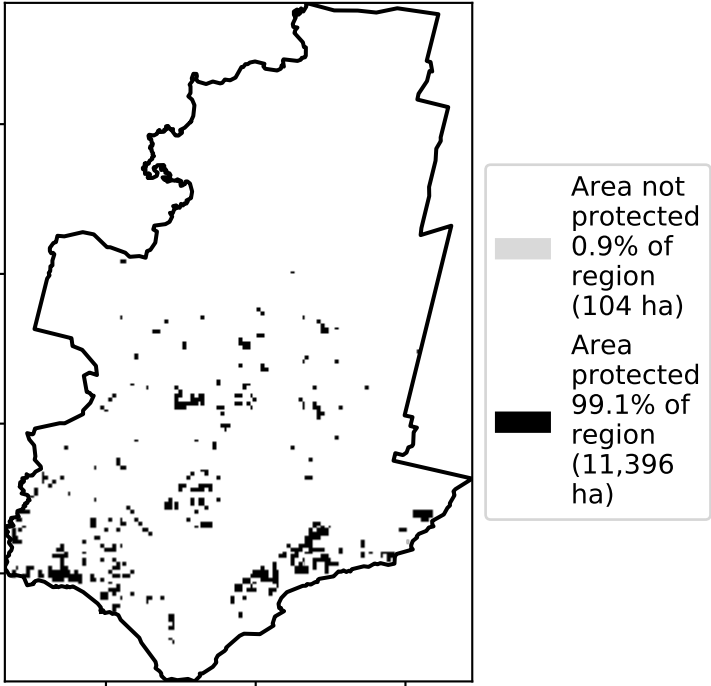 Area not
protected
0.9% of
region
(104 ha)
Area
protected
99.1% of
region
(11,396
ha)